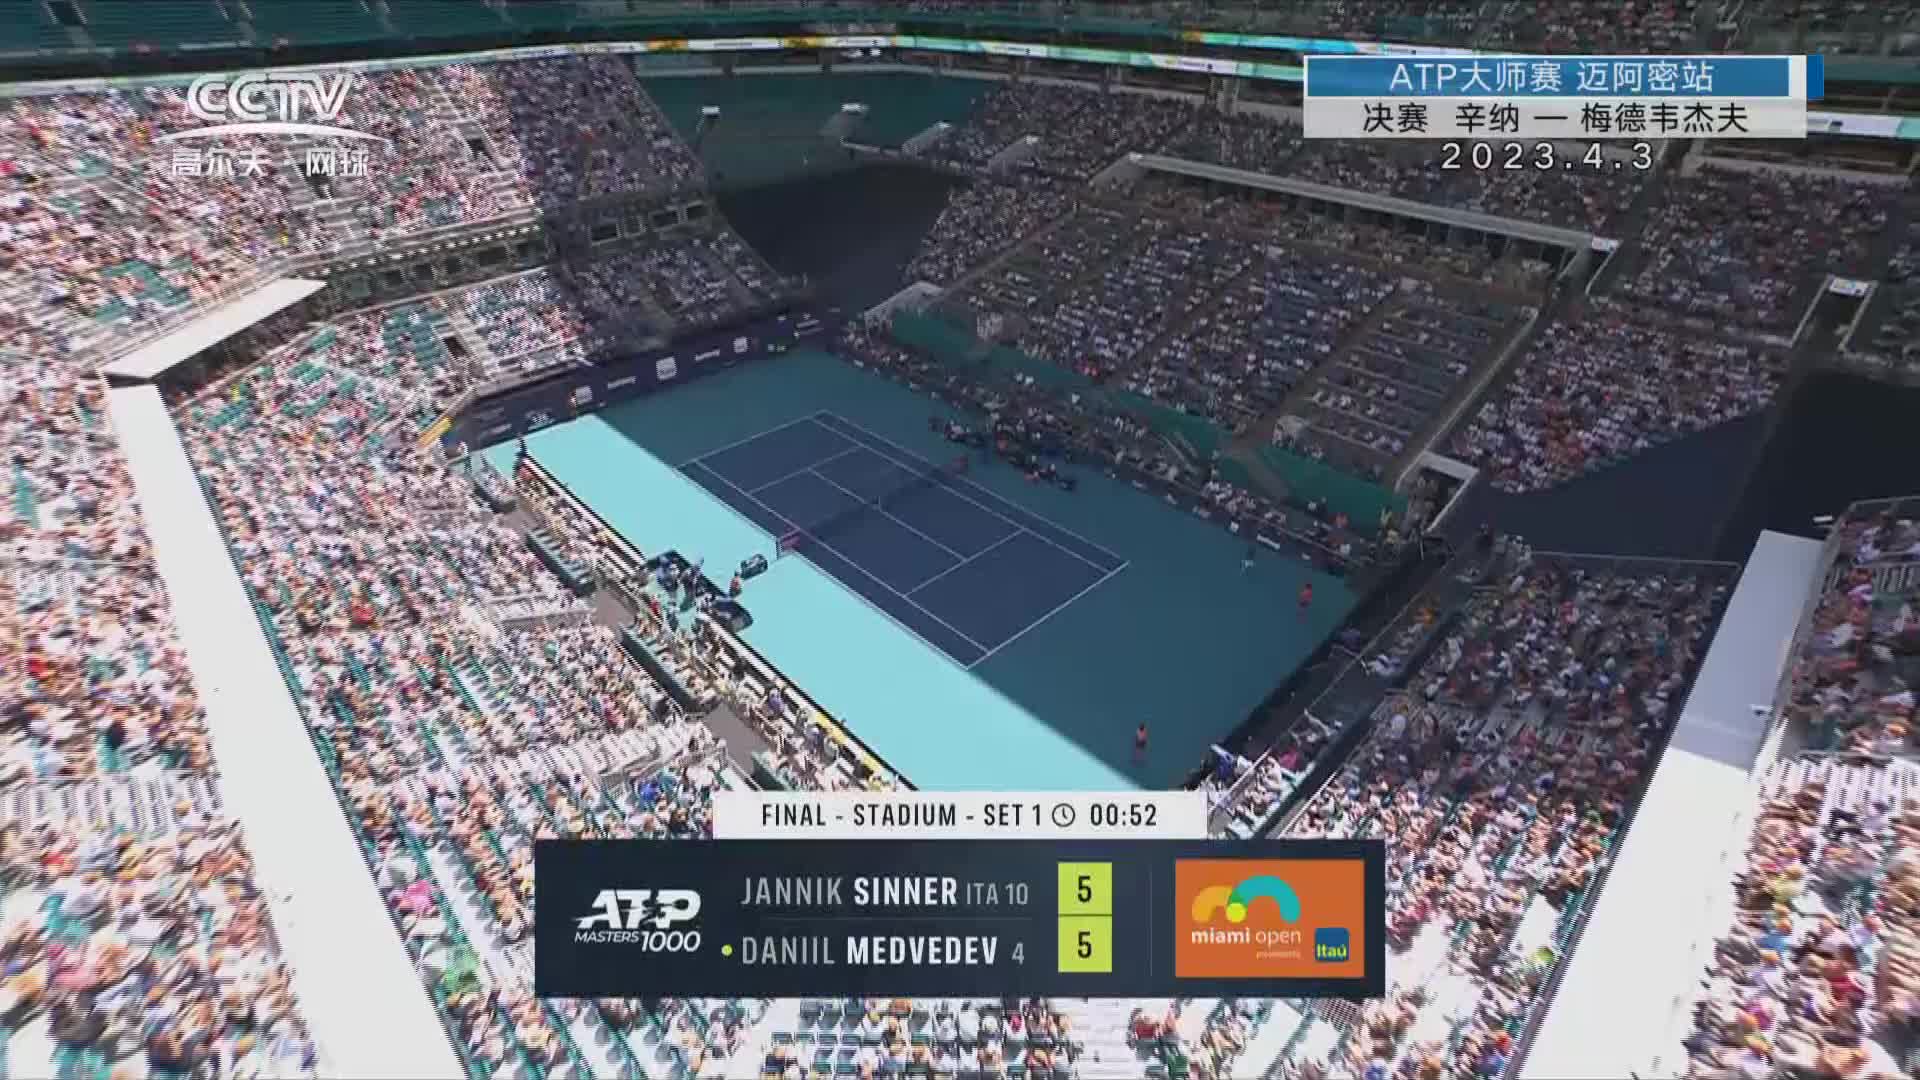 CCTV
高尔夫·网球
ATP大师赛 迈阿密站
决赛 辛纳 — 梅德韦杰夫
2023.4.3
FINAL - STADIUM - SET 1 00:52
ATP
MASTERS 1000
JANNIK SINNER ITA 10 5
DANIIL MEDVEDEV 4 5
miami open
Itaú